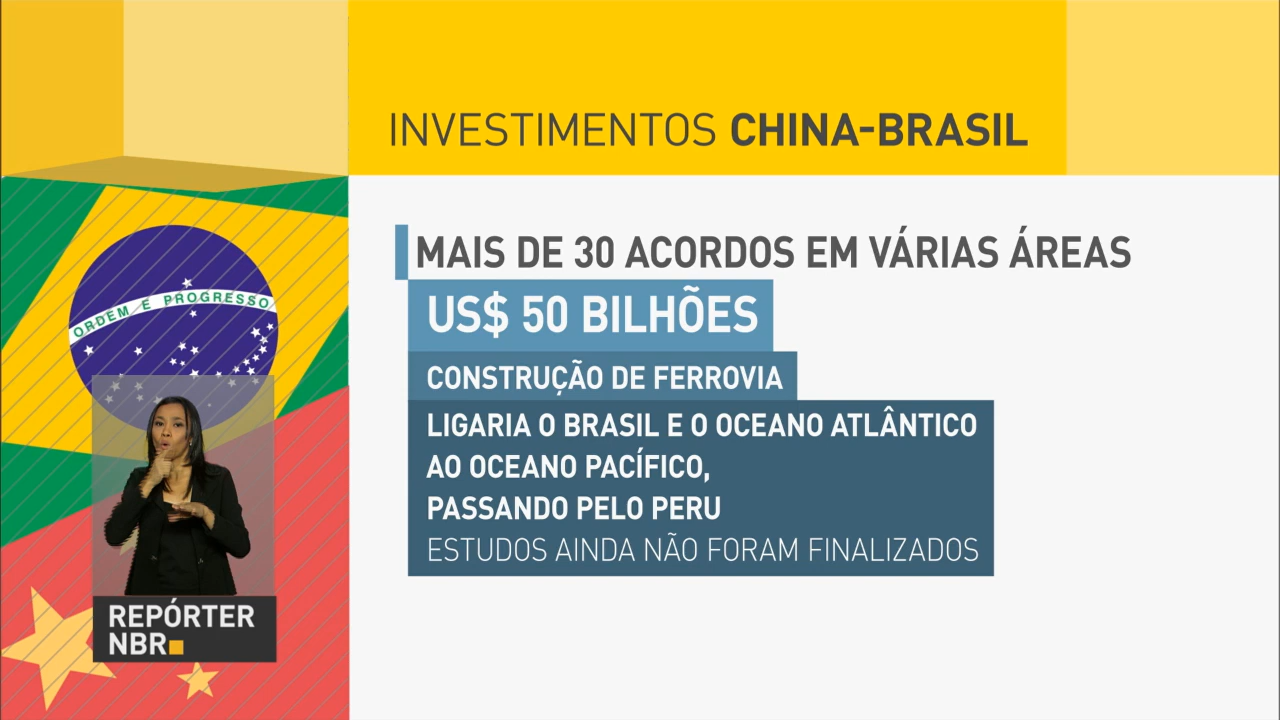 INVESTIMENTOS CHINA-BRASIL
MAIS DE 30 ACORDOS EM VÁRIAS ÁREAS
US$ 50 BILHÕES
CONSTRUÇÃO DE FERROVIA
LIGARIA O BRASIL E O OCEANO ATLÂNTICO
AO OCEANO PACÍFICO,
PASSANDO PELO PERU
ESTUDOS AINDA NÃO FORAM FINALIZADOS
ORDEM E PROGRESSO
REPÓRTER
NBR